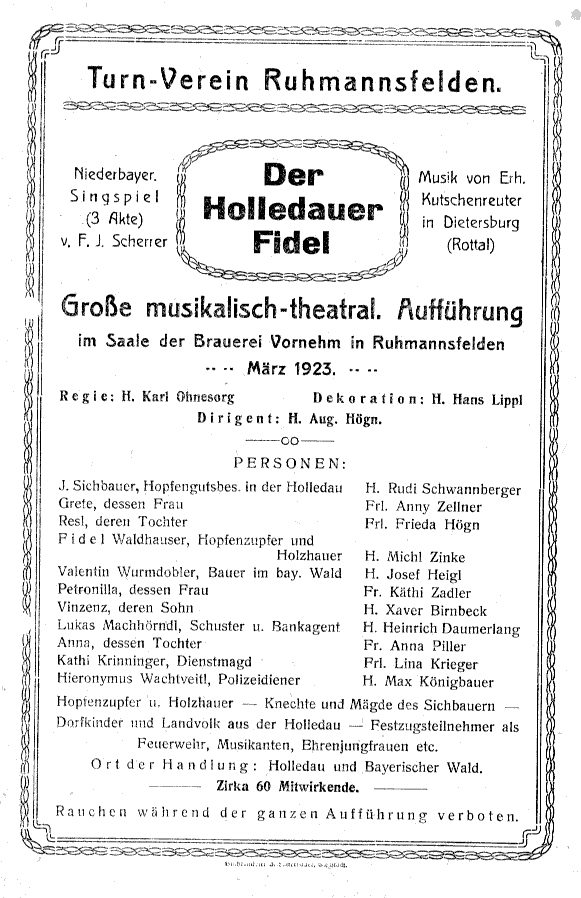 Turn-Verein Ruhmannsfelden.
Niederbayer.
Singspiel
(3 Akte)
v. F. J. Scherrer
Der
Holledauer
Fidel
Musik von Erh.
Kutschenreuter
in Dietersburg
(Rottal)
Große musikalisch-theatral. Aufführung
im Saale der Brauerei Vornehm in Ruhmannsfelden
-- -- März 1923. -- --
Regie: H. Karl Ohnesorg Dekoration: H. Hans Lippl
Dirigent: H. Aug. Högn.
PERSONEN:
J. Sichbauer, Hopfengutsbes. in der Holledau H. Rudi Schwannberger
Grete, dessen Frau Frl. Anny Zellner
Resl, deren Tochter Frl. Frieda Högn
Fidel Waldhauser, Hopfenzupfer und
Holzhauer H. Michl Zinke
Valentin Wurmdobler, Bauer im bay. Wald H. Josef Heigl
Petronilla, dessen Frau Fr. Käthi Zadler
Vinzenz, deren Sohn H. Xaver Birnbeck
Lukas Machhörndl, Schuster u. Bankagent H. Heinrich Daumerlang
Anna, dessen Tochter Fr. Anna Piller
Kathi Krinninger, Dienstmagd Frl. Lina Krieger
Hieronymus Wachtveitl, Polizeidiener H. Max Königbauer
Hopfenzupfer u. Holzhauer — Knechte und Mägde des Sichbauern —
Dorfkinder und Landvolk aus der Holledau — Festzugsteilnehmer als
Feuerwehr, Musikanten, Ehrenjungfrauen etc.
Ort der Handlung: Holledau und Bayerischer Wald.
Zirka 60 Mitwirkende.
Rauchen während der ganzen Aufführung verboten.